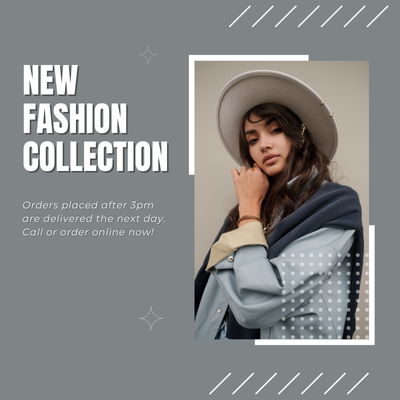 NEW
FASHION
COLLECTION
Orders placed after 3pm
are delivered the next day.
Call or order online now!